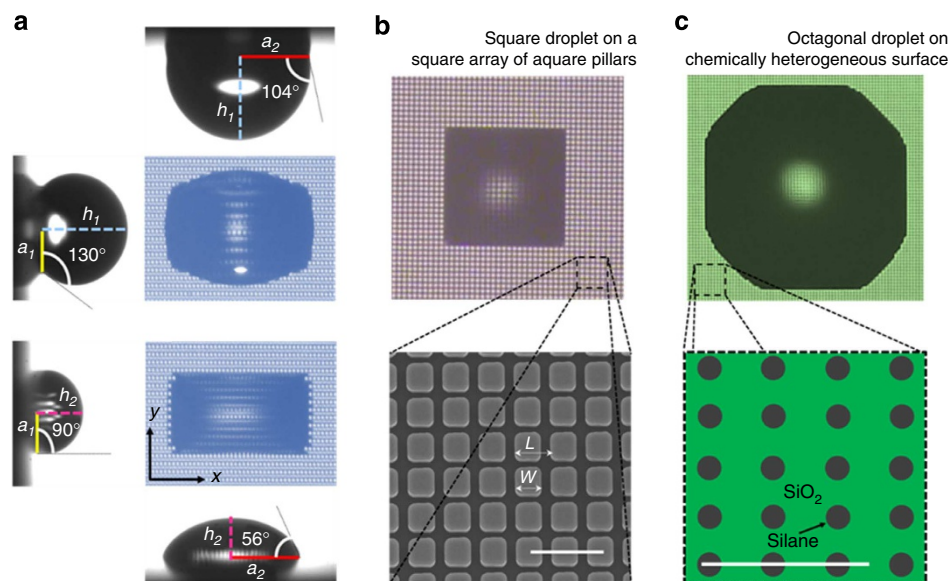 a
a2
104°
h1
h1
a1
130°
h2
a1
90°
y
x
h2
56°
a2
b
Square droplet on a
square array of aquare pillars
L
W
c
Octagonal droplet on
chemically heterogeneous surface
SiO2
Silane